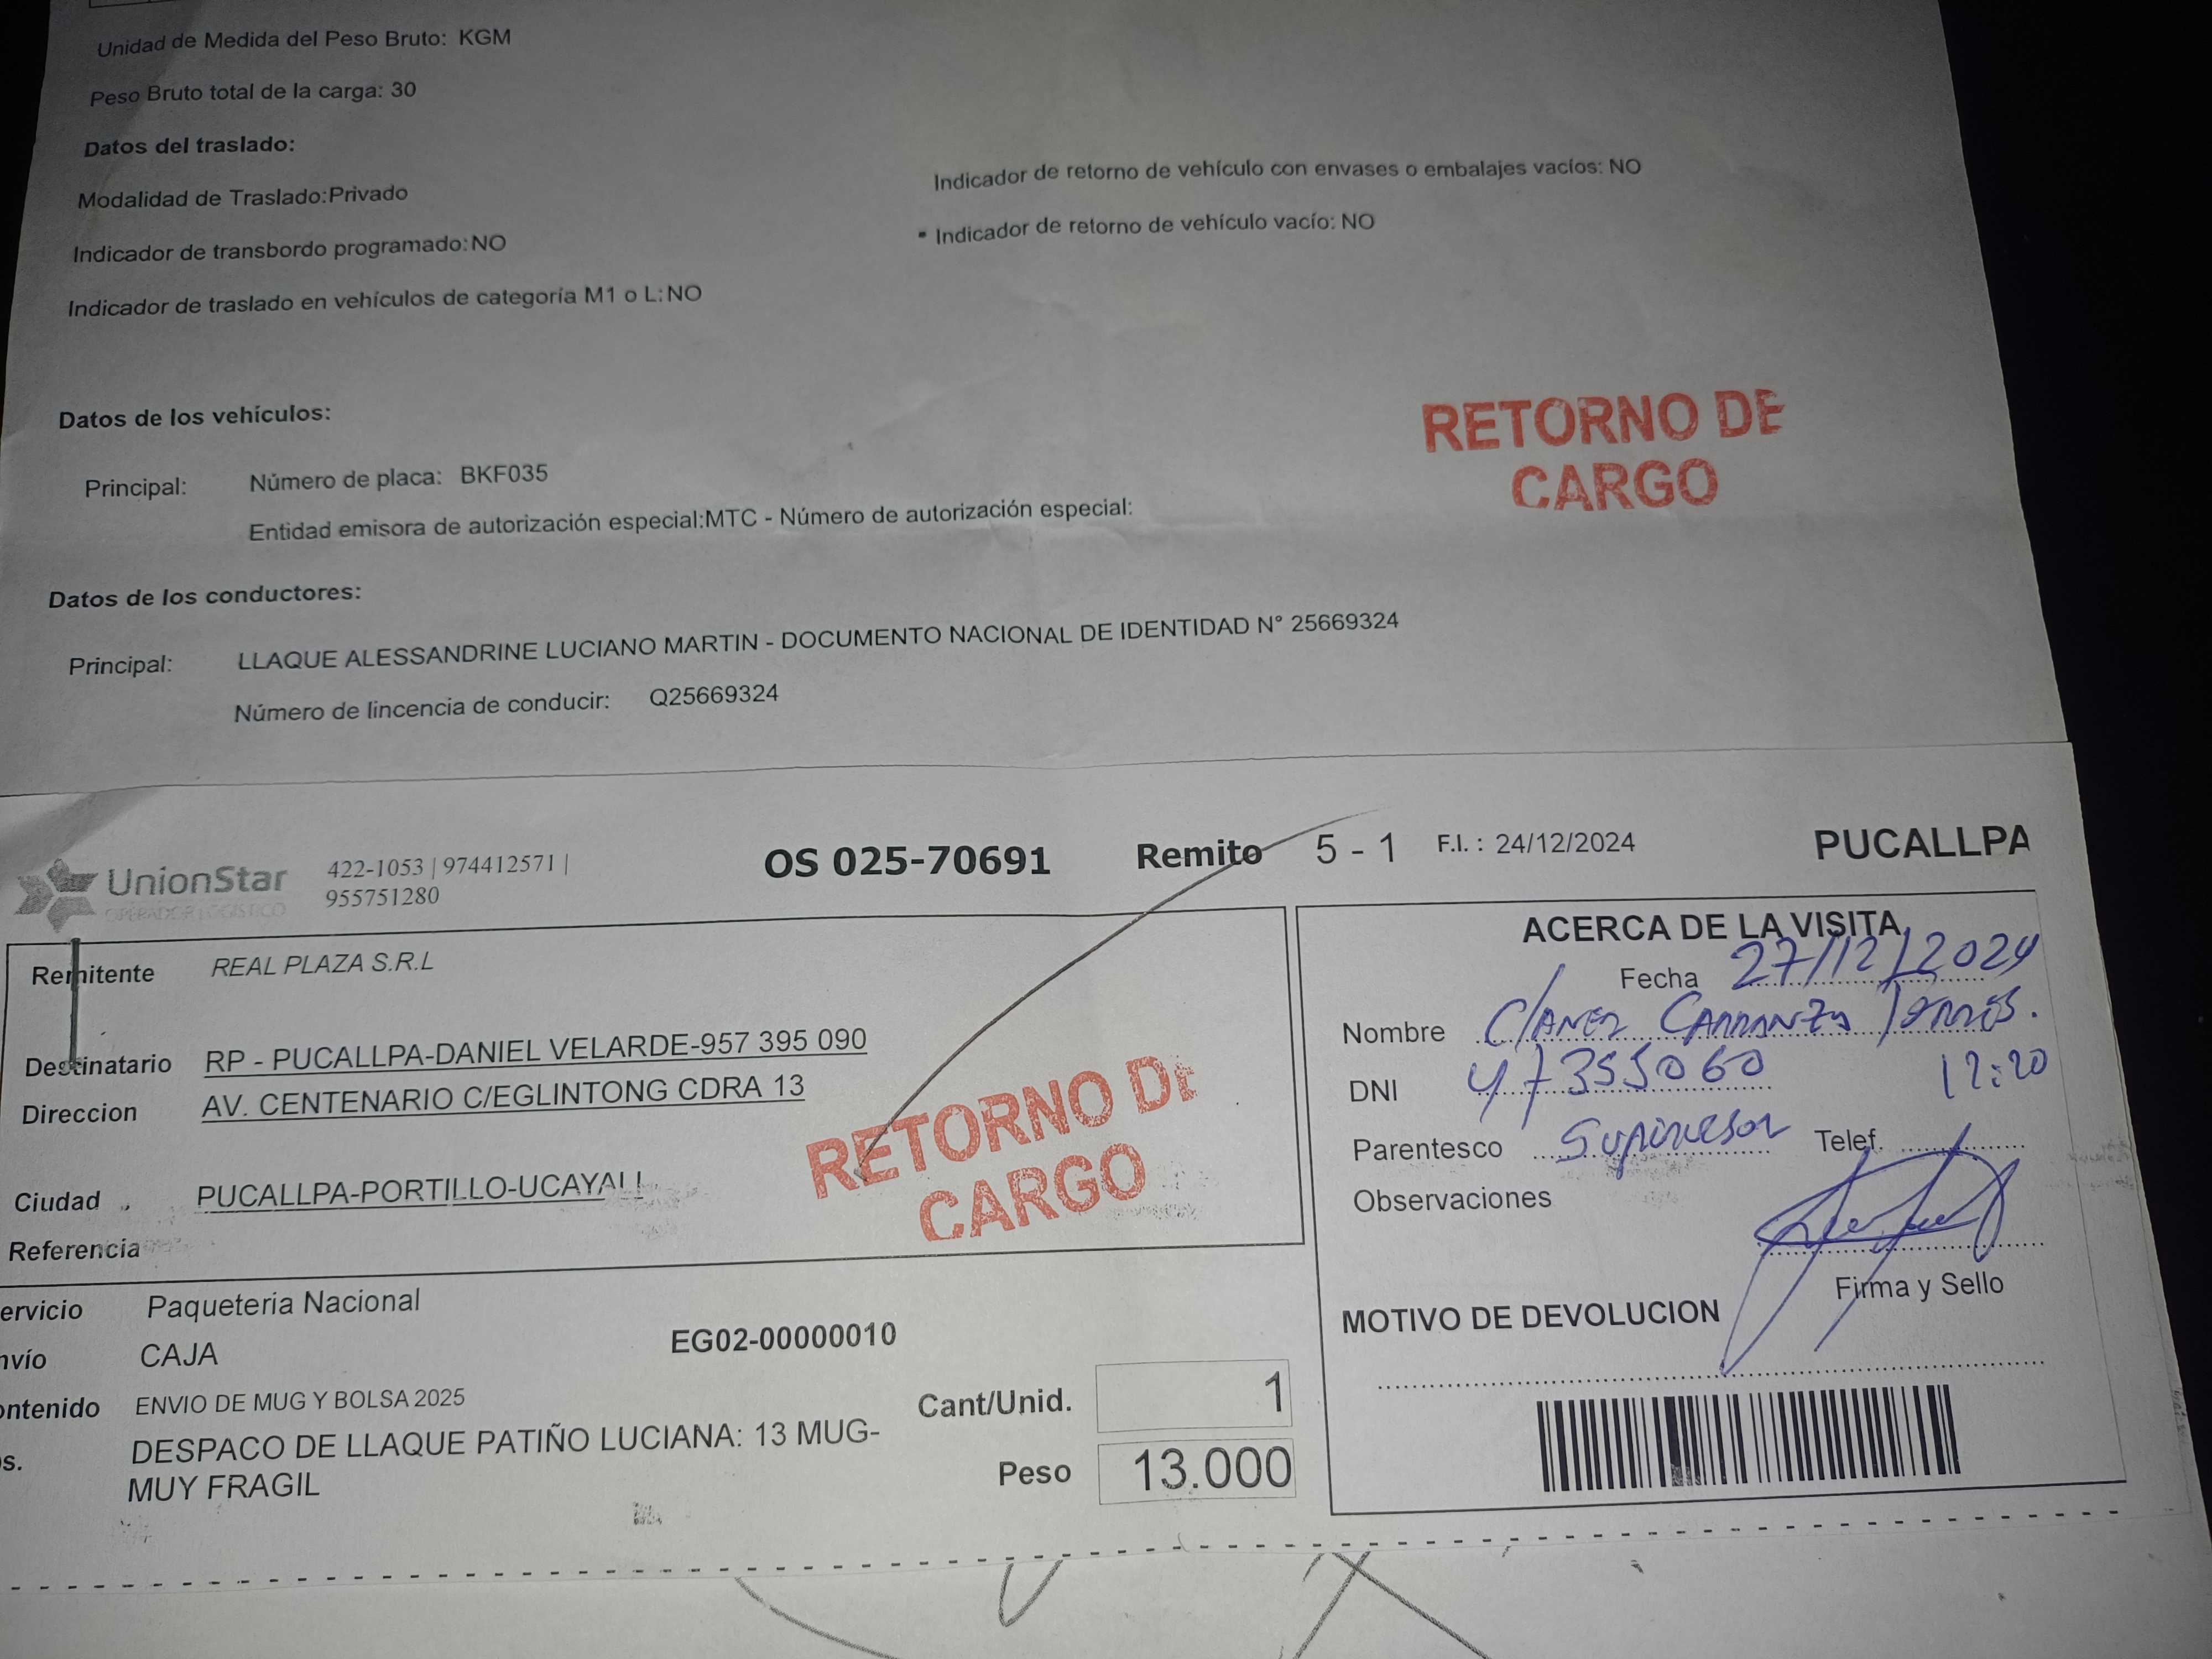 Unidad de Medida del Peso Bruto: KGM
Peso Bruto total de la carga: 30
Datos del traslado:
Modalidad de Traslado:Privado
Indicador de retorno de vehículo con envases o embalajes vacíos: NO
Indicador de transbordo programado:NO
Indicador de retorno de vehículo vacío: NO
Indicador de traslado en vehículos de categoría M1 o L:NO
Datos de los vehículos:
RETORNO DE
CARGO
Principal: Número de placa: BKF035
Entidad emisora de autorización especial:MTC - Número de autorización especial:
Datos de los conductores:
Principal: LLAQUE ALESSANDRINE LUCIANO MARTIN - DOCUMENTO NACIONAL DE IDENTIDAD N° 25669324
Número de lincencia de conducir: Q25669324
UnionStar
OPERADOR LOGISTICO
422-1053 | 974412571 |
955751280
OS 025-70691 Remito 5 - 1 F.I. : 24/12/2024 PUCALLPA
Remitente REAL PLAZA S.R.L
Destinatario RP - PUCALLPA-DANIEL VELARDE-957 395 090
Direccion AV. CENTENARIO C/EGLINTONG CDRA 13
Ciudad PUCALLPA-PORTILLO-UCAYALI
Referencia
RETORNO DE
CARGO
ACERCA DE LA VISITA
Fecha 27/12/2024
Nombre Carranza
DNI 47355060 12:20
Parentesco Supervisor Telef.
Observaciones
Firma y Sello
MOTIVO DE DEVOLUCION
ervicio Paqueteria Nacional
nvío CAJA
EG02-00000010
ontenido ENVIO DE MUG Y BOLSA 2025
Cant/Unid. 1
s. DESPACO DE LLAQUE PATIÑO LUCIANA: 13 MUG-
MUY FRAGIL
Peso 13.000